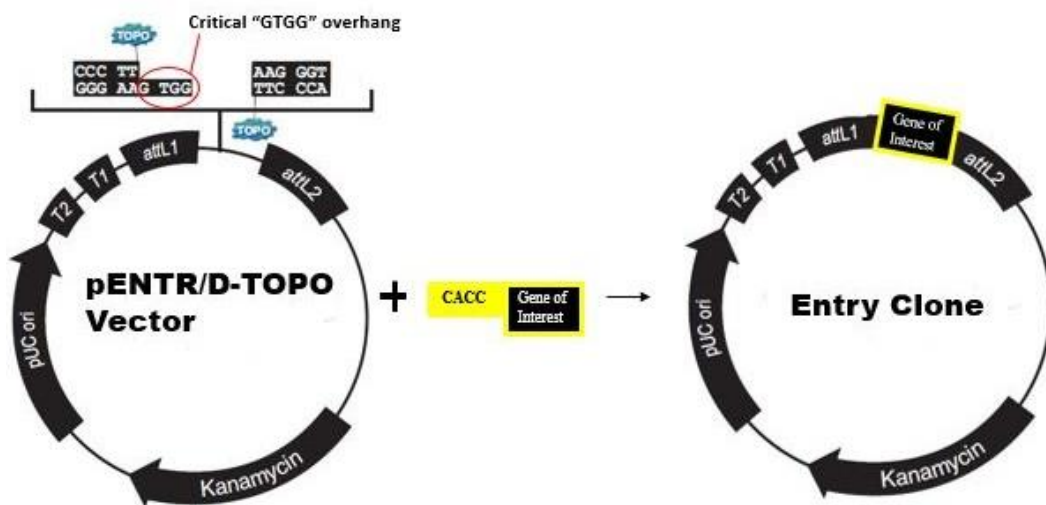 Critical “GTGG” overhang
TOPO
CCC TT
GGG AAG TGG
AAG GGT
TTC CCA
TOPO
attL1
attL2
T1
T2
pUC ori
Kanamycin
pENTR/D-TOPO
Vector
+
CACC
Gene of
Interest
attL1
Gene of
Interest
attL2
T1
T2
pUC ori
Kanamycin
Entry Clone